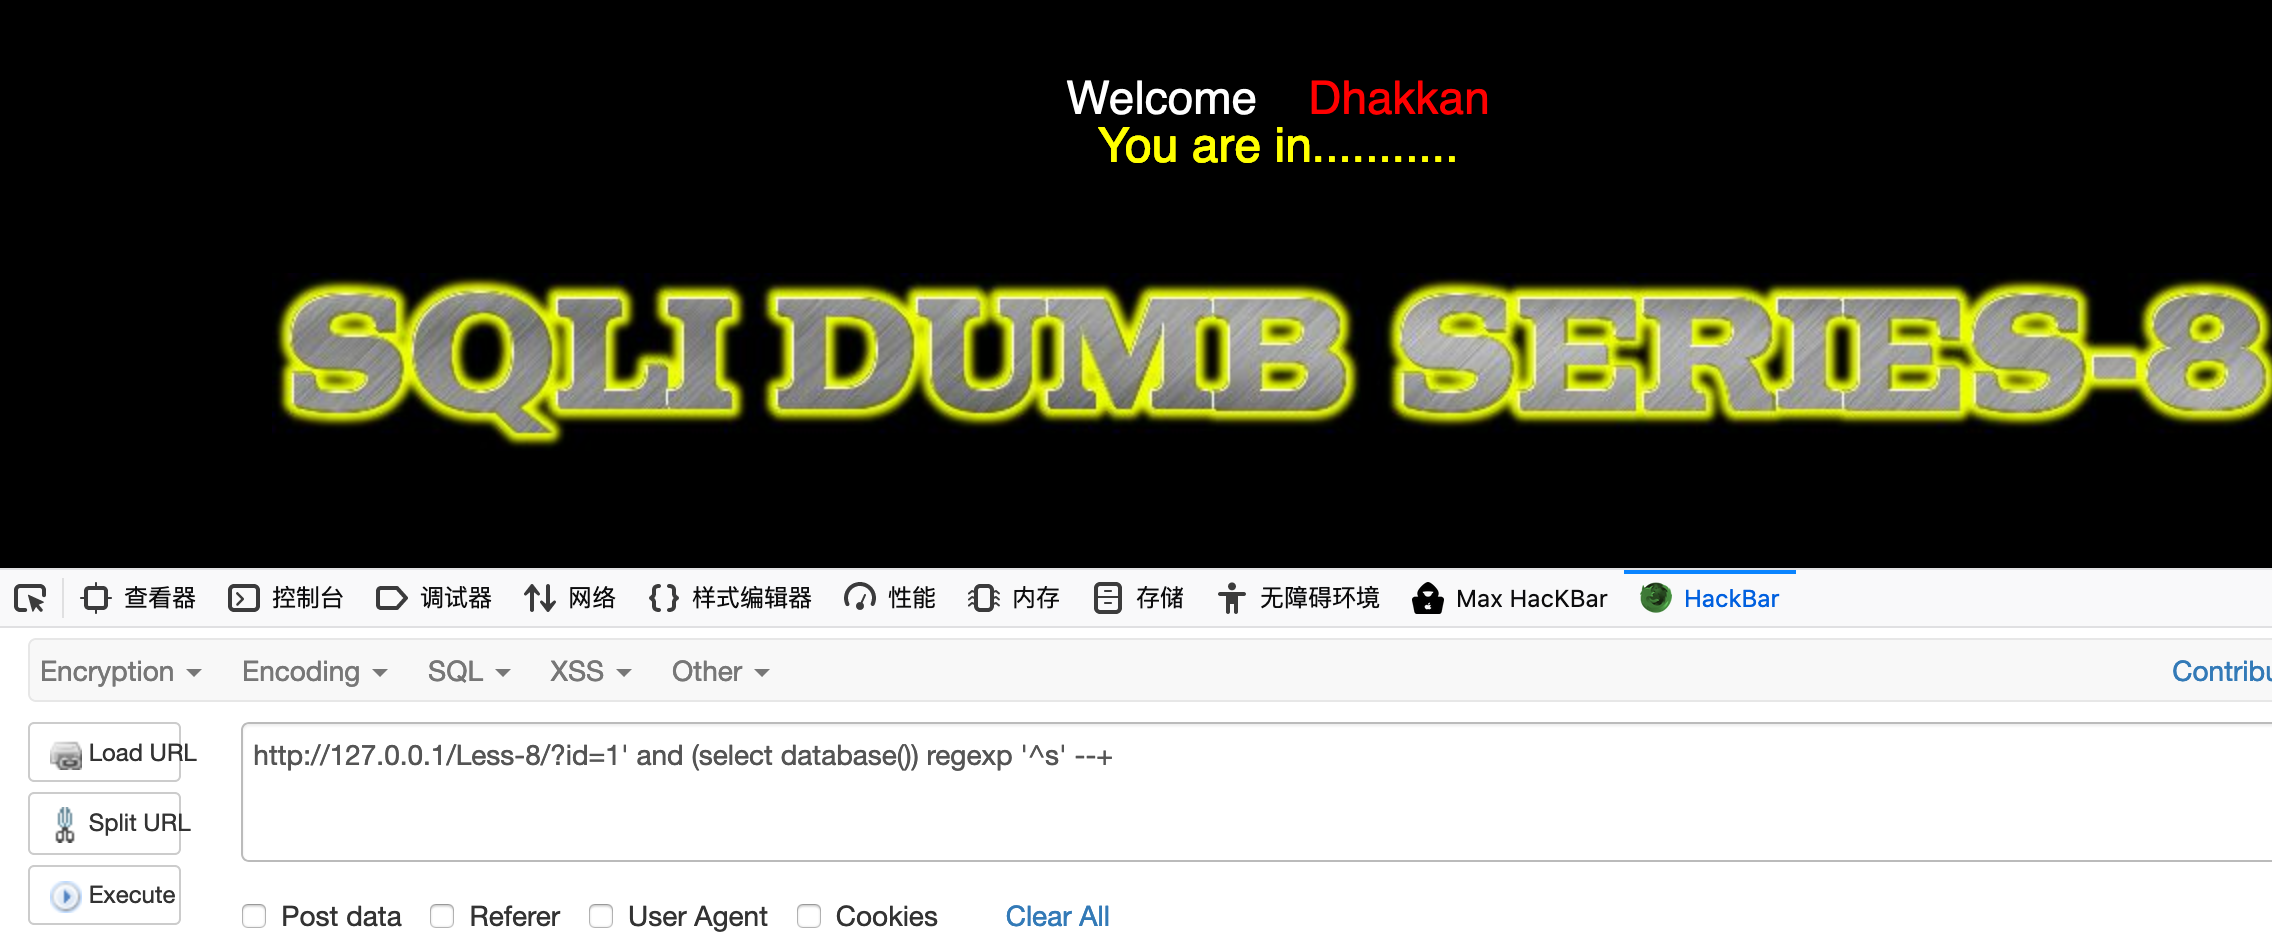 Welcome Dhakkan
You are in...........
SQLI DUMB SERIES-8
查看器 控制台 调试器 网络 样式编辑器 性能 内存 存储 无障碍环境 Max HacKBar HackBar
Encryption Encoding SQL XSS Other Contribu
Load URL http://127.0.0.1/Less-8/?id=1' and (select database()) regexp '^s' --+
Split URL
Execute
Post data Referer User Agent Cookies Clear All